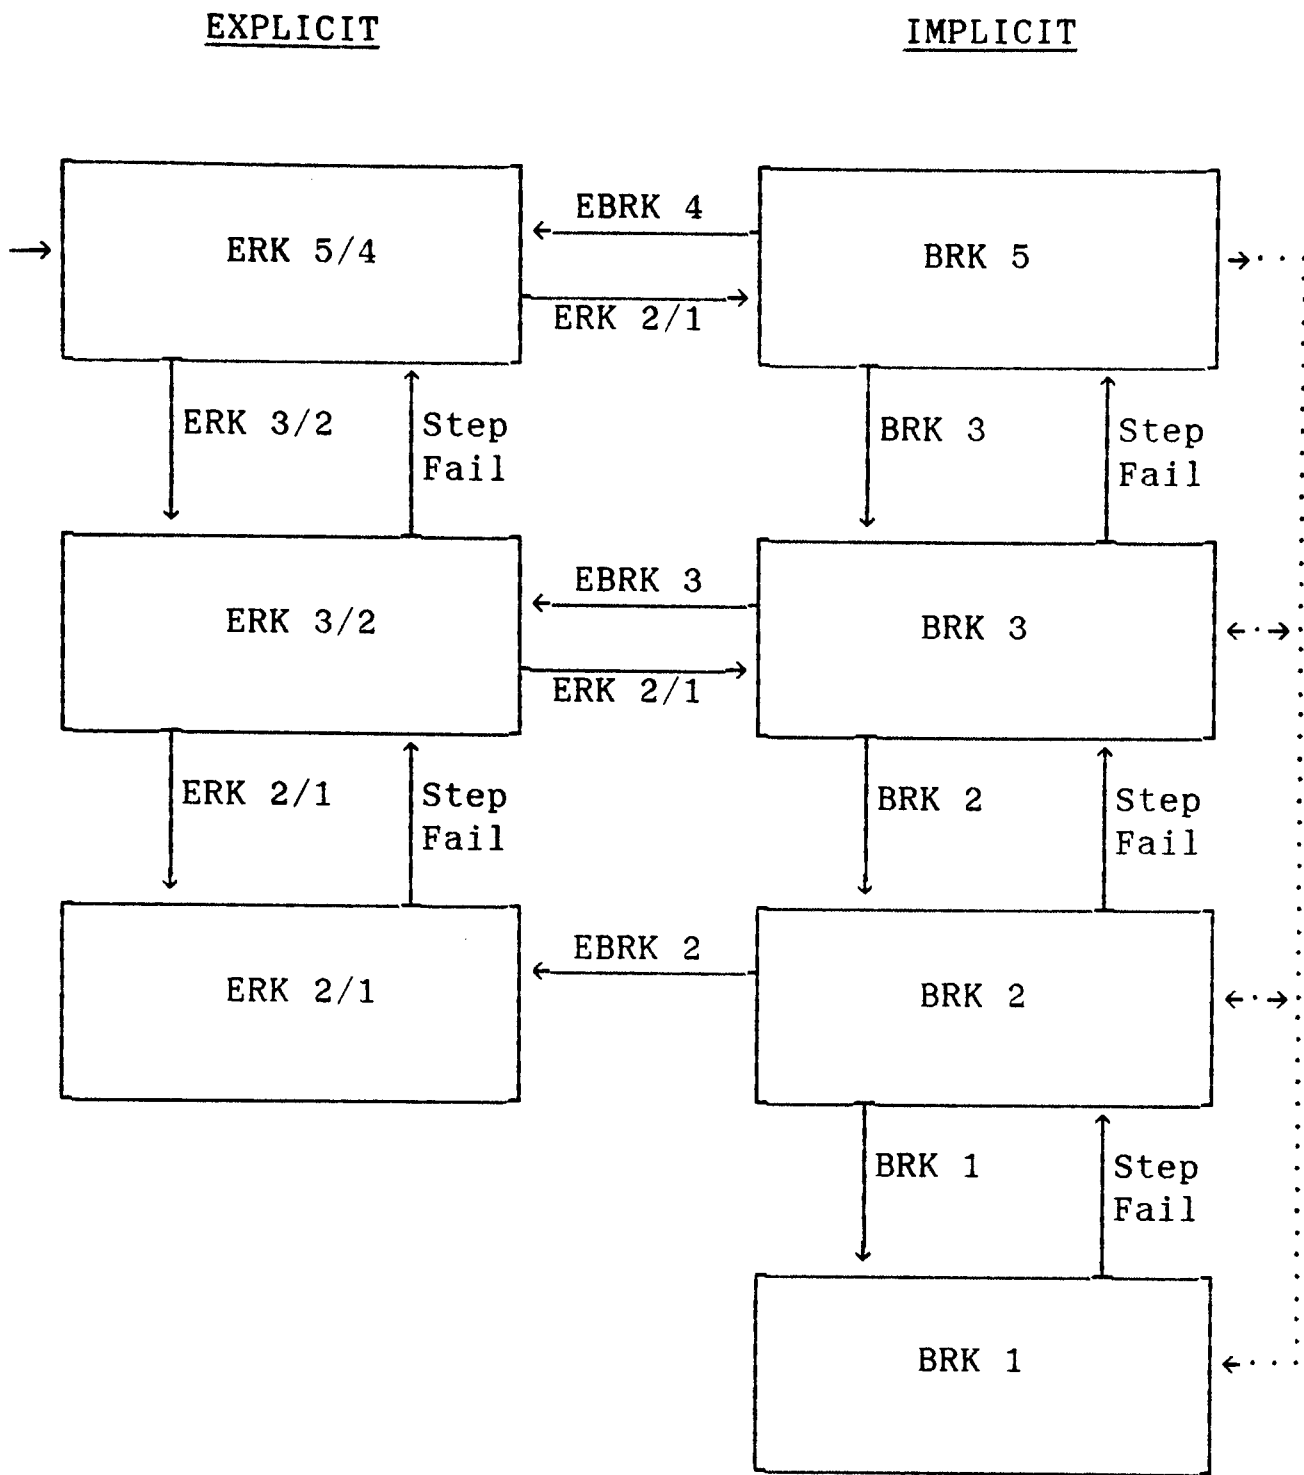 EXPLICIT
IMPLICIT
EBRK 4
ERK 5/4
BRK 5
ERK 2/1
ERK 3/2
Step
Fail
BRK 3
Step
Fail
EBRK 3
ERK 3/2
BRK 3
ERK 2/1
ERK 2/1
Step
Fail
BRK 2
Step
Fail
EBRK 2
ERK 2/1
BRK 2
BRK 1
Step
Fail
BRK 1